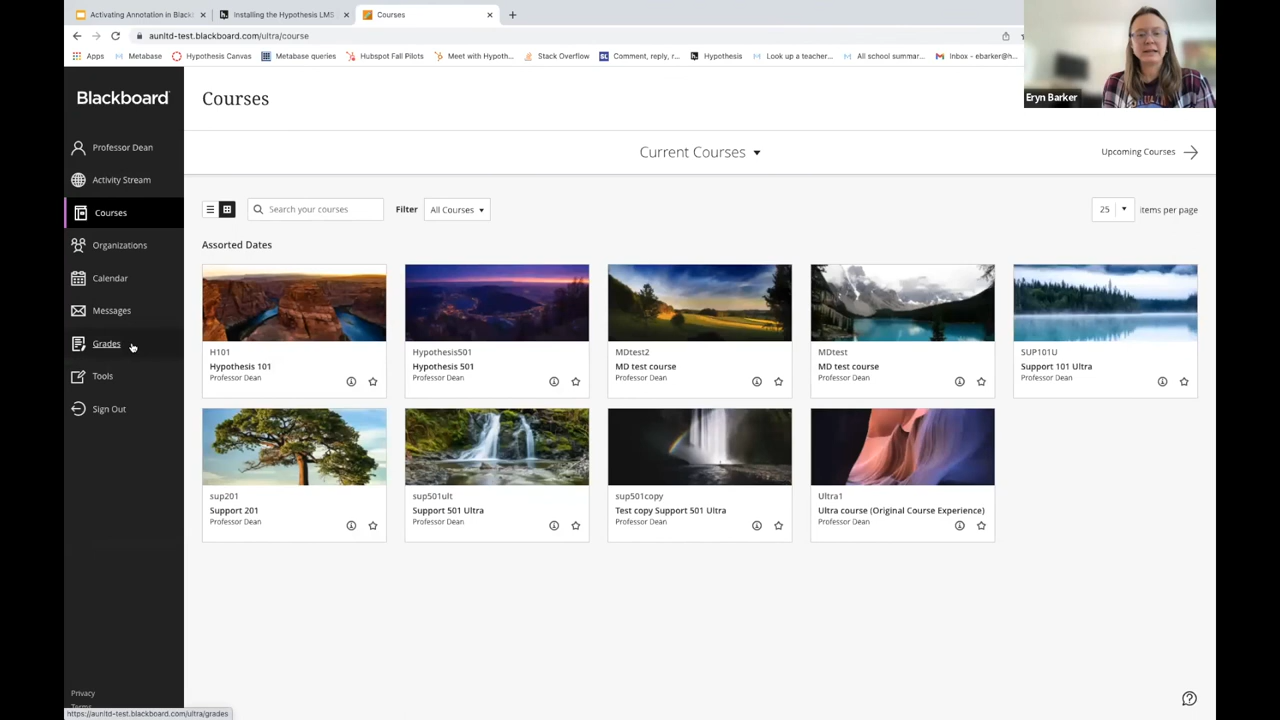 Activating Annotation in Blackb
Installing the Hypothesis LMS
Courses
aunltd-test.blackboard.com/ultra/course
Apps
Metabase
Hypothesis Canvas
Metabase queries
Hubspot Fall Pilots
Meet with Hypoth...
Stack Overflow
Comment, reply, r...
Hypothesis
Look up a teacher...
All school summar...
Inbox - ebarker@h...
Eryn Barker
Blackboard
Professor Dean
Activity Stream
Courses
Organizations
Calendar
Messages
Grades
Tools
Sign Out
Privacy
Terms
https://aunltd-test.blackboard.com/ultra/grades
Courses
Current Courses
Upcoming Courses
Search your courses
Filter
All Courses
25
items per page
Assorted Dates
H101
Hypothesis 101
Professor Dean
Hypothesis501
Hypothesis 501
Professor Dean
MDtest2
MD test course
Professor Dean
MDtest
MD test course
Professor Dean
SUP101U
Support 101 Ultra
Professor Dean
sup201
Support 201
Professor Dean
sup501ult
Support 501 Ultra
Professor Dean
sup501copy
Test copy Support 501 Ultra
Professor Dean
Ultra1
Ultra course (Original Course Experience)
Professor Dean